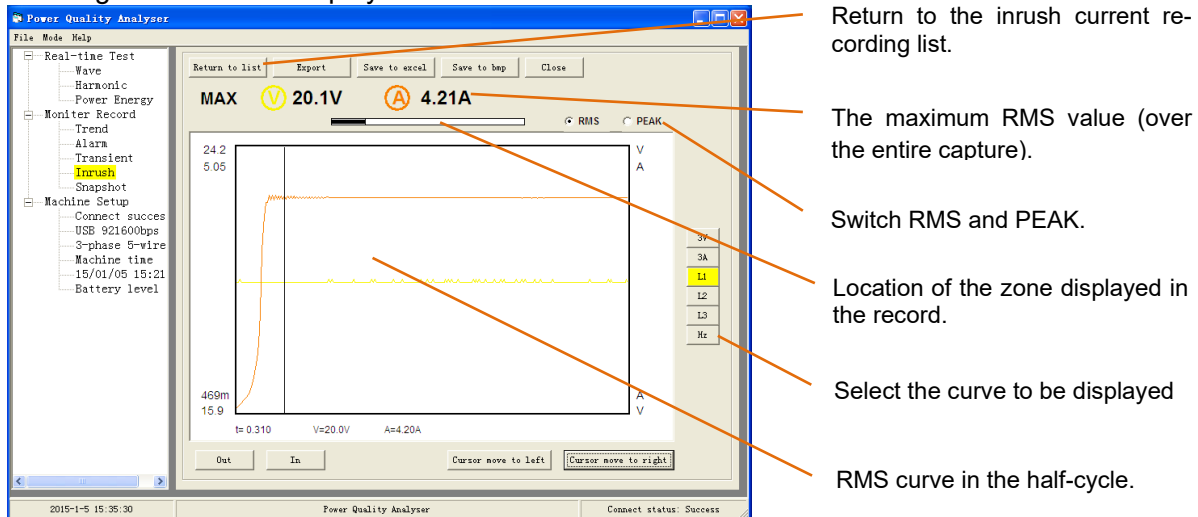 Power Quality Analyser
File Mode Help
Real-time Test
Wave
Harmonic
Power Energy
Moniter Record
Trend
Alarm
Transient
Inrush
Snapshot
Machine Setup
Connect succes
USB 921600bps
3-phase 5-wire
Machine time
15/01/05 15:21
Battery level
Return to list Export Save to excel Save to bmp Close
MAX V 20.1V A 4.21A
RMS PEAK
24.2 V
5.05 A
469m A
15.9 V
t= 0.310 V=20.0V A=4.20A
3V
3A
L1
L2
L3
Hz
Out In Cursor move to left Cursor move to right
2015-1-5 15:35:30 Power Quality Analyser Connect status: Success
Return to the inrush current re-
cording list.
The maximum RMS value (over
the entire capture).
Switch RMS and PEAK.
Location of the zone displayed in
the record.
Select the curve to be displayed
RMS curve in the half-cycle.